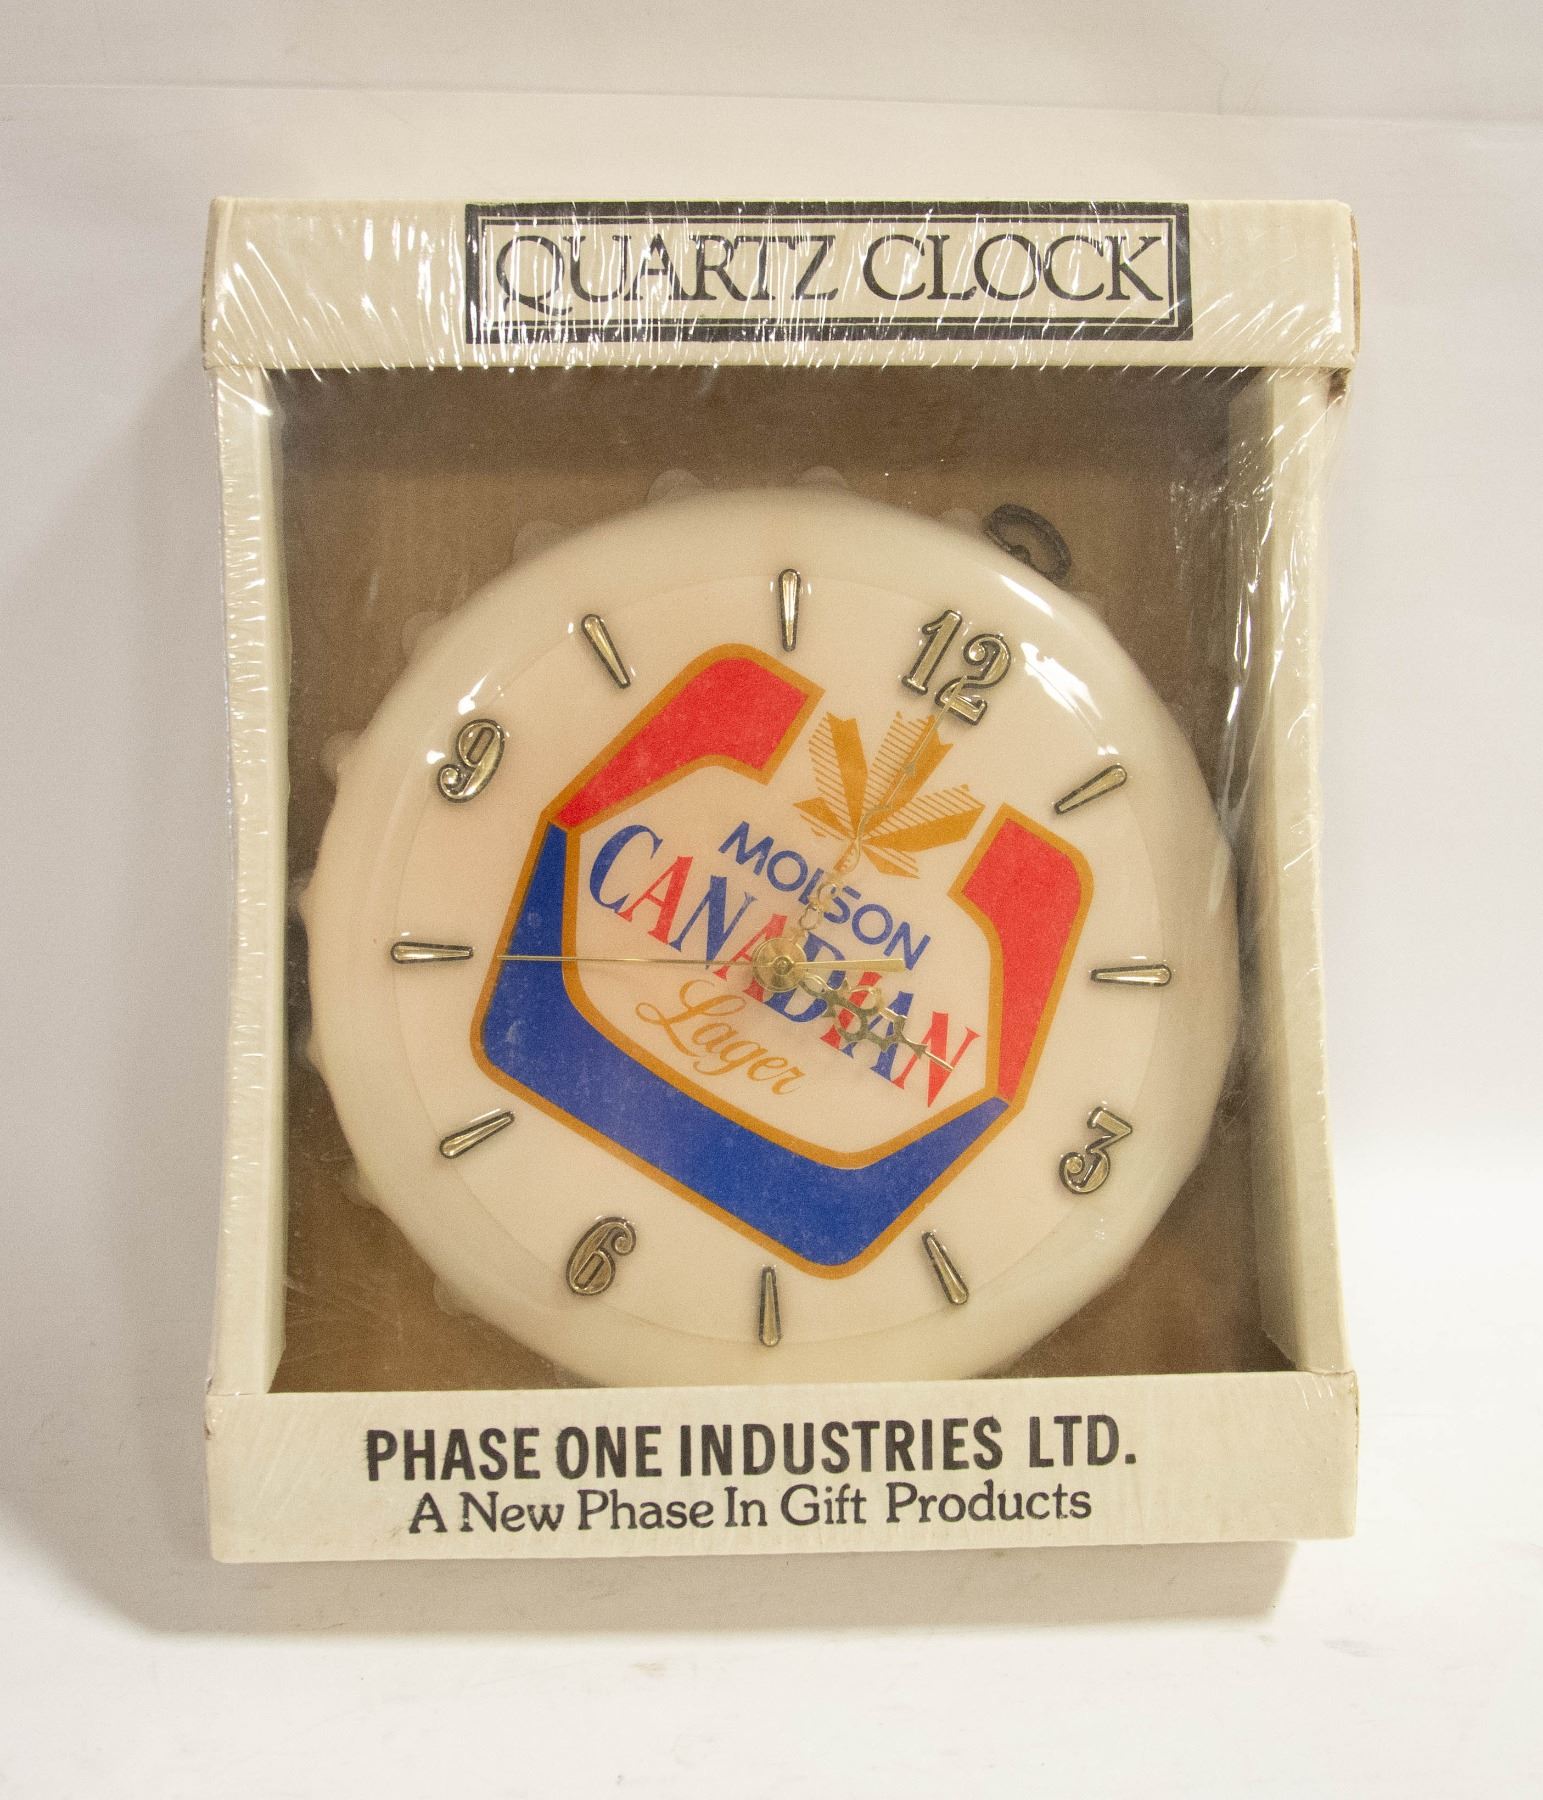 QUARTZ CLOCK
12
9
MOLSON
CANADIAN
Lager
3
6
PHASE ONE INDUSTRIES LTD.
A New Phase In Gift Products